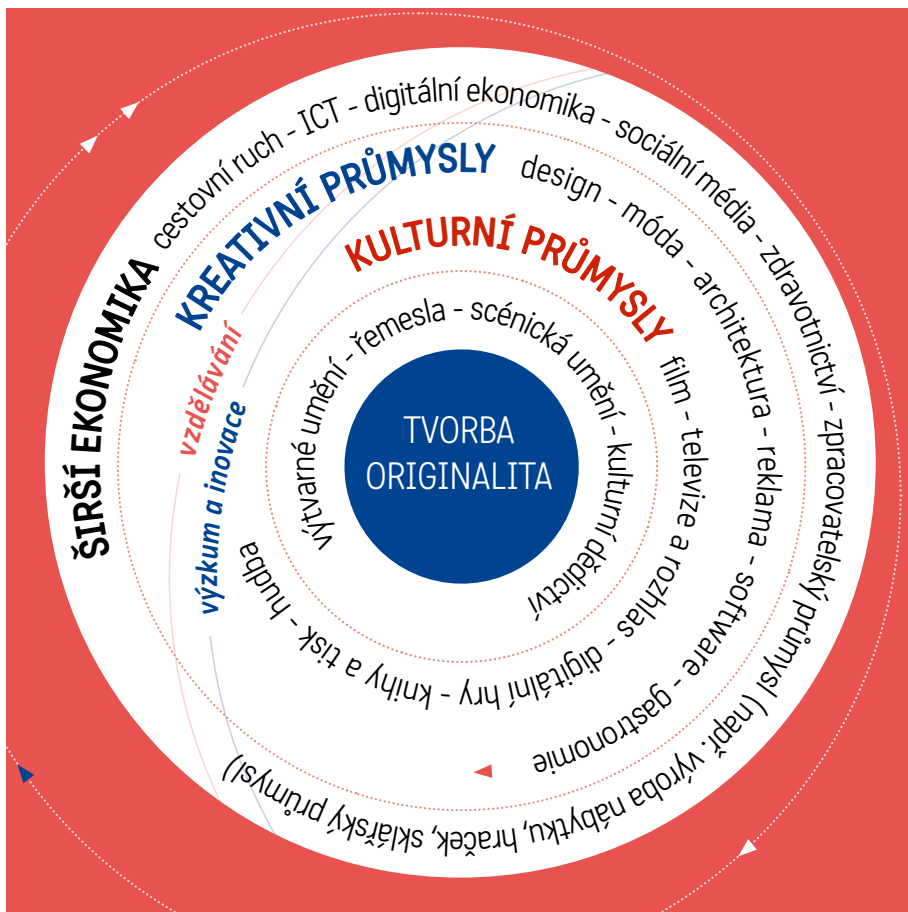 ŠIRŠÍ EKONOMIKA cestovní ruch - ICT - digitální ekonomika - sociální média - zdravotnictví - zpracovatelský průmysl (např. výroba nábytku, hraček, sklářský průmysl)
KREATIVNÍ PRŮMYSLY design - móda - architektura - reklama - software - gastronomie
KULTURNÍ PRŮMYSLY film - televize a rozhlas - digitální hry - knihy a tisk - hudba
výtvarné umění - řemesla - scénická umění - kulturní dědictví
TVORBA
ORIGINALITA
vzdělávání
výzkum a inovace